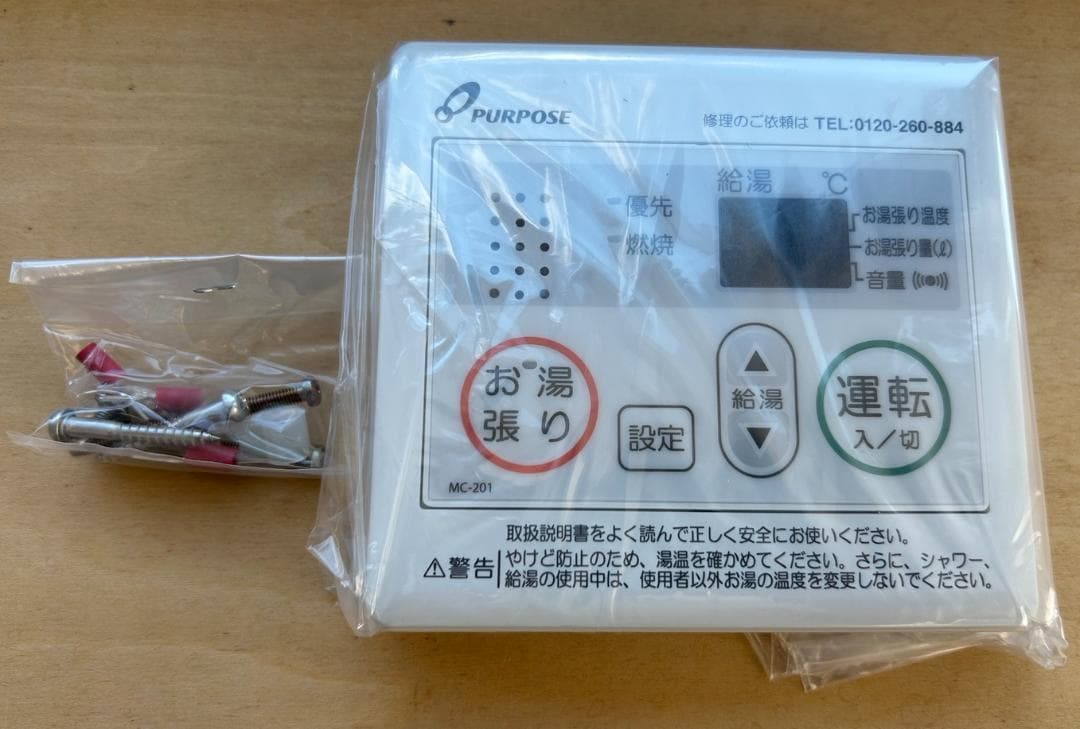 PURPOSE
修理のご依頼は TEL:0120-260-884
給湯 ℃
優先
燃焼
お湯張り温度
お湯張り量(ℓ)
音量
お湯
張り
設定
▲
給湯
▼
運転
入／切
MC-201
取扱説明書をよく読んで正しく安全にお使いください。
⚠警告
やけど防止のため、湯温を確かめてください。さらに、シャワー、
給湯の使用中は、使用者以外お湯の温度を変更しないでください。